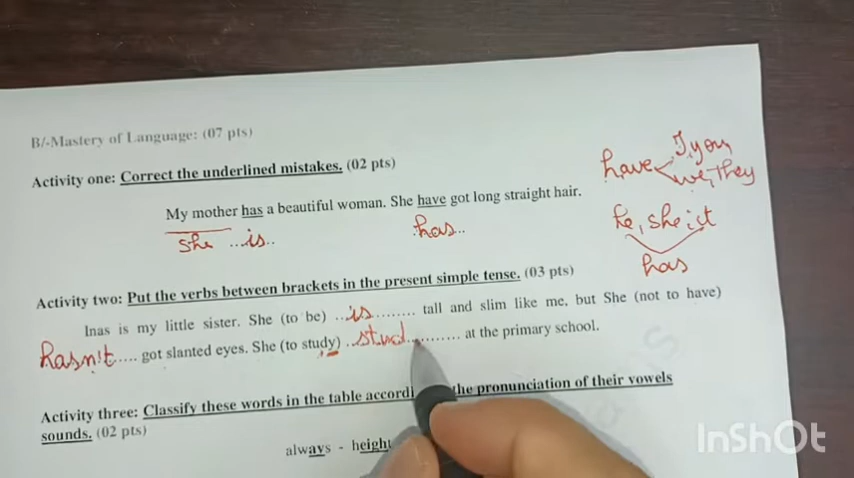 B/-Mastery of Language: (07 pts)
Activity one: Correct the underlined mistakes. (02 pts)
My mother has a beautiful woman. She have got long straight hair.
she ...is.. has..
have I, you
we, They
he, she, it
has
Activity two: Put the verbs between brackets in the present simple tense. (03 pts)
Inas is my little sister. She (to be) ..is......... tall and slim like me, but She (not to have)
hasn't.... got slanted eyes. She (to study) ..stud........... at the primary school.
Activity three: Classify these words in the table the pronunciation of their vowels
sounds. (02 pts)
always -
InShOt